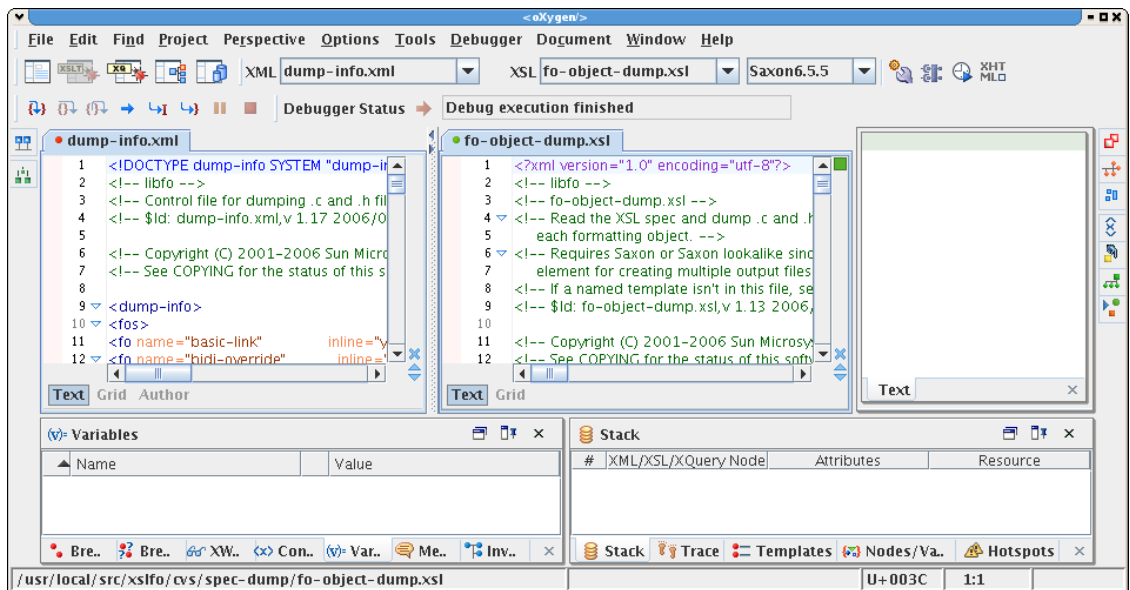 <oXygen/>
File Edit Find Project Perspective Options Tools Debugger Document Window Help
XSLT XQ XML dump-info.xml XSL fo-object-dump.xsl Saxon6.5.5 XHT MLO
Debugger Status Debug execution finished
dump-info.xml
1 <!DOCTYPE dump-info SYSTEM "dump-in
2 <!-- libfo -->
3 <!-- Control file for dumping .c and .h fil
4 <!-- $Id: dump-info.xml,v 1.17 2006/0
5
6 <!-- Copyright (C) 2001-2006 Sun Micro
7 <!-- See COPYING for the status of this s
8
9 <dump-info>
10 <fos>
11 <fo name="basic-link" inline="y
12 <fo name="bidi-override" inline="
Text Grid Author
fo-object-dump.xsl
1 <?xml version="1.0" encoding="utf-8"?>
2 <!-- libfo -->
3 <!-- fo-object-dump.xsl -->
4 <!-- Read the XSL spec and dump .c and .h
5 each formatting object. -->
6 <!-- Requires Saxon or Saxon lookalike sinc
7 element for creating multiple output files
8 <!-- If a named template isn't in this file, se
9 <!-- $Id: fo-object-dump.xsl,v 1.13 2006,
10
11 <!-- Copyright (C) 2001-2006 Sun Microsy
12 <!-- See COPYING for the status of this softw
Text Grid
Text
(v)= Variables
Name Value
Bre.. Bre.. XW.. Con.. (v)= Var.. Me.. Inv..
Stack
# XML/XSL/XQuery Node Attributes Resource
Stack Trace Templates Nodes/Va.. Hotspots
/usr/local/src/xslfo/cvs/spec-dump/fo-object-dump.xsl U+003C 1:1